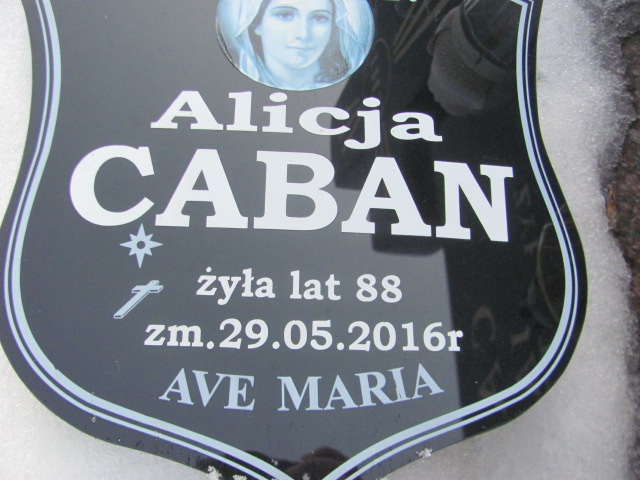 Alicja
CABAN
żyła lat 88
zm.29.05.2016r
AVE MARIA